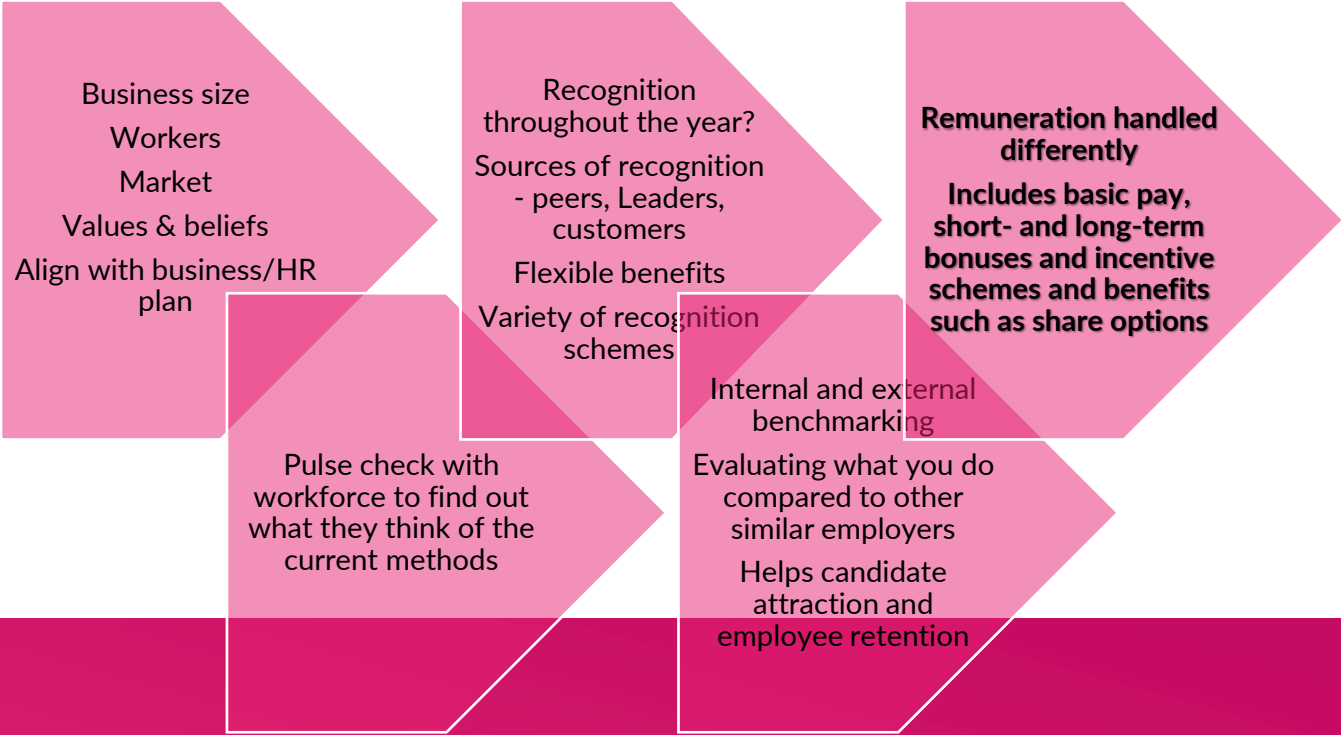 Business size
Workers
Market
Values & beliefs
Align with business/HR
plan
Pulse check with
workforce to find out
what they think of the
current methods
Recognition
throughout the year?
Sources of recognition
- peers, Leaders,
customers
Flexible benefits
Variety of recognition
schemes
Internal and external
benchmarking
Evaluating what you do
compared to other
similar employers
Helps candidate
attraction and
employee retention
Remuneration handled
differently
Includes basic pay,
short- and long-term
bonuses and incentive
schemes and benefits
such as share options